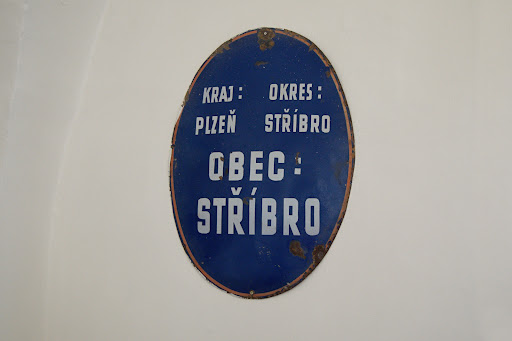 KRAJ: OKRES:
PLZEŇ STŘÍBRO
OBEC:
STŘÍBRO